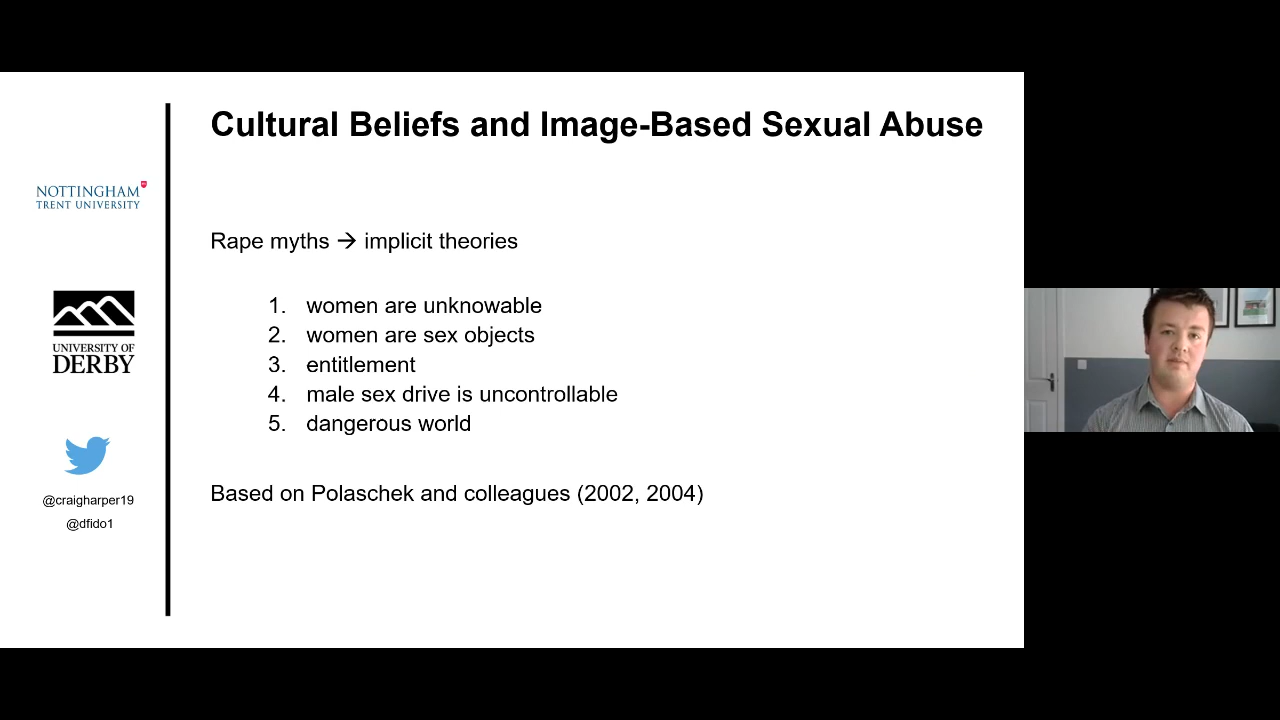 Cultural Beliefs and Image-Based Sexual Abuse
NOTTINGHAM
TRENT UNIVERSITY
UNIVERSITY OF
DERBY
@craigharper19
@dfido1
Rape myths → implicit theories
1. women are unknowable
2. women are sex objects
3. entitlement
4. male sex drive is uncontrollable
5. dangerous world
Based on Polaschek and colleagues (2002, 2004)